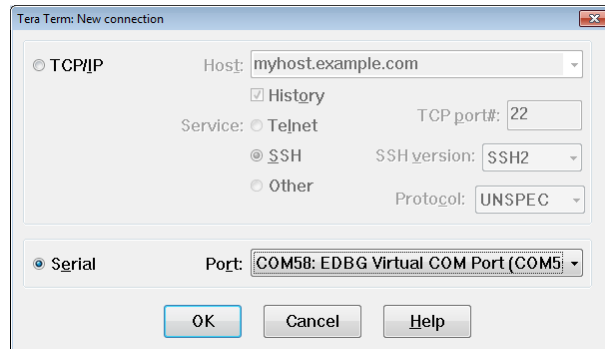 Tera Term: New connection
TCP/IP
Host: myhost.example.com
History
Service: Telnet
TCP port#: 22
SSH
SSH version: SSH2
Other
Protocol: UNSPEC
Serial
Port: COM58: EDBG Virtual COM Port (COM5
OK Cancel Help